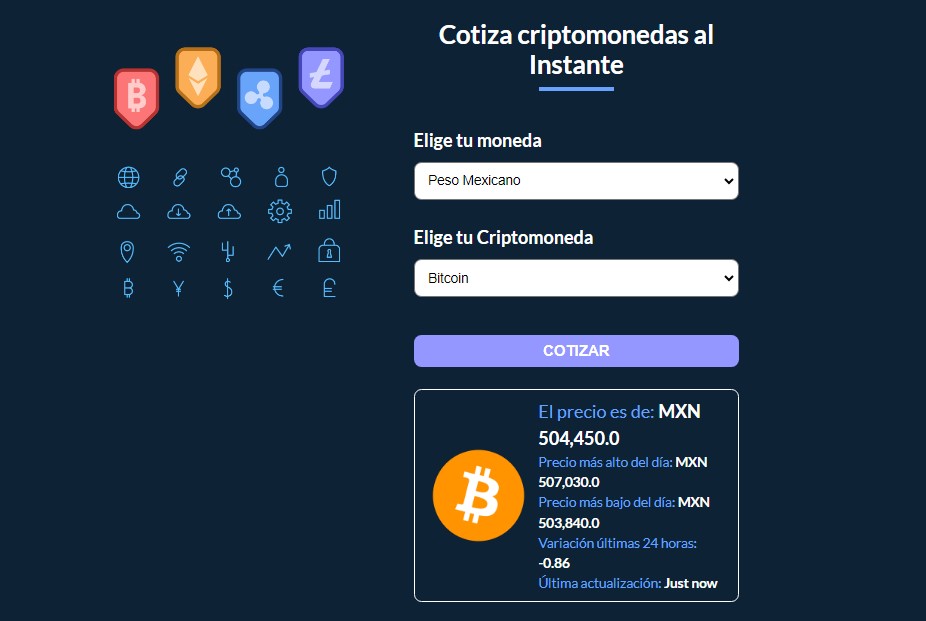 Cotiza criptomonedas al
Instante
Elige tu moneda
Peso Mexicano
Elige tu Criptomoneda
Bitcoin
COTIZAR
El precio es de: MXN
504,450.0
Precio más alto del día: MXN
507,030.0
Precio más bajo del día: MXN
503,840.0
Variación últimas 24 horas:
-0.86
Última actualización: Just now